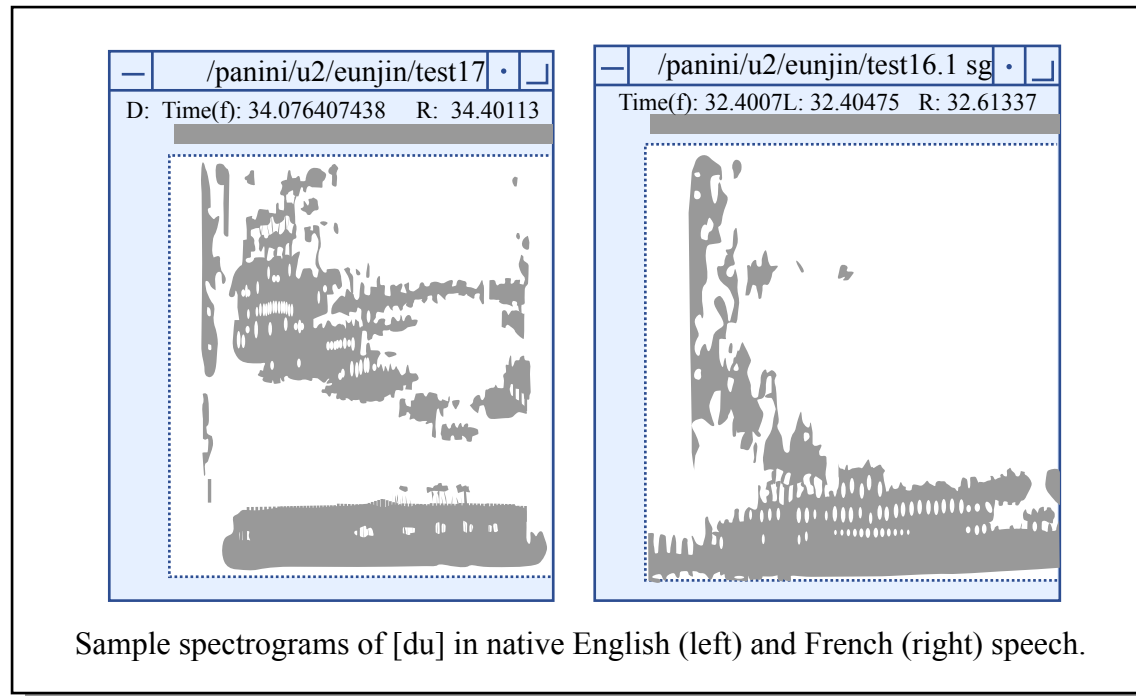 /panini/u2/eunjin/test17
D: Time(f): 34.076407438 R: 34.40113
/panini/u2/eunjin/test16.1 sg
Time(f): 32.4007L: 32.40475 R: 32.61337
Sample spectrograms of [du] in native English (left) and French (right) speech.